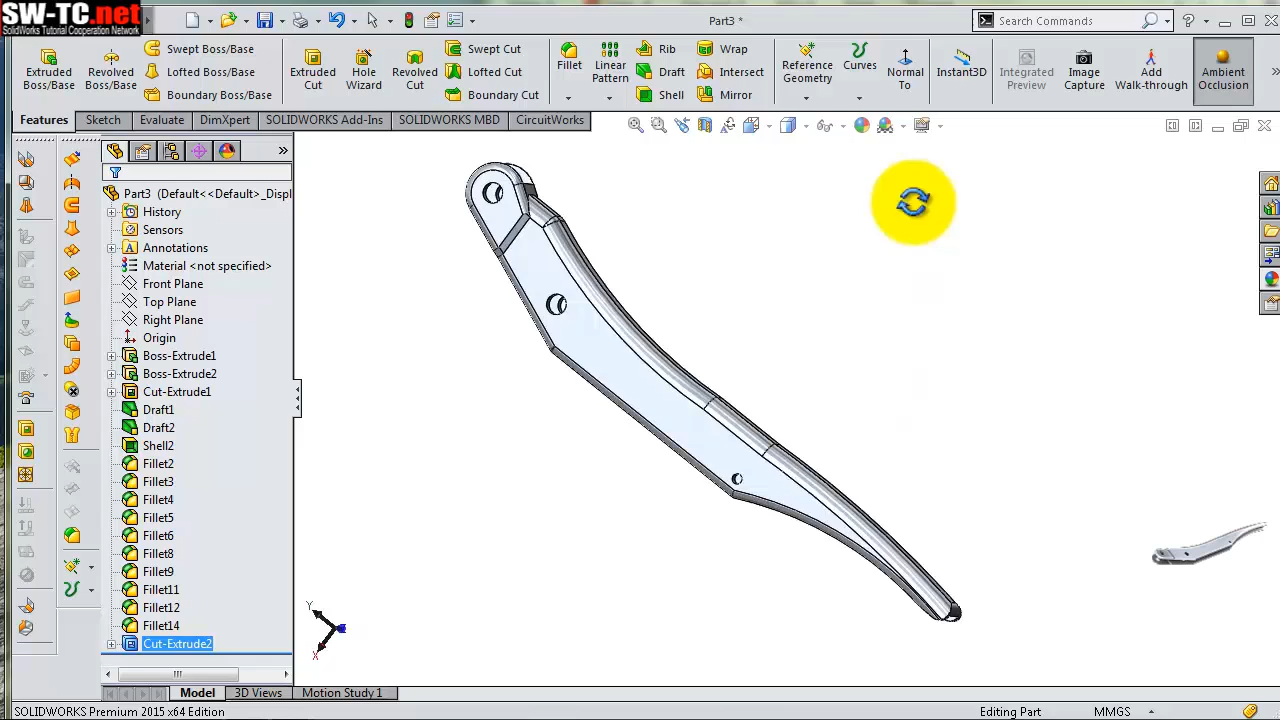 SW-TC.net
SolidWorks Tutorial Cooperation Network
Part3 *
Search Commands
Extruded Boss/Base
Revolved Boss/Base
Swept Boss/Base
Lofted Boss/Base
Boundary Boss/Base
Extruded Cut
Hole Wizard
Revolved Cut
Swept Cut
Lofted Cut
Boundary Cut
Fillet
Linear Pattern
Rib
Draft
Shell
Wrap
Intersect
Mirror
Reference Geometry
Curves
Normal To
Instant3D
Integrated Preview
Image Capture
Add Walk-through
Ambient Occlusion
Features
Sketch
Evaluate
DimXpert
SOLIDWORKS Add-Ins
SOLIDWORKS MBD
CircuitWorks
Part3 (Default<<Default>_Displ
History
Sensors
Annotations
Material <not specified>
Front Plane
Top Plane
Right Plane
Origin
Boss-Extrude1
Boss-Extrude2
Cut-Extrude1
Draft1
Draft2
Shell2
Fillet2
Fillet3
Fillet4
Fillet5
Fillet6
Fillet8
Fillet9
Fillet11
Fillet12
Fillet14
Cut-Extrude2
Y
X
Model
3D Views
Motion Study 1
SOLIDWORKS Premium 2015 x64 Edition
Editing Part
MMGS